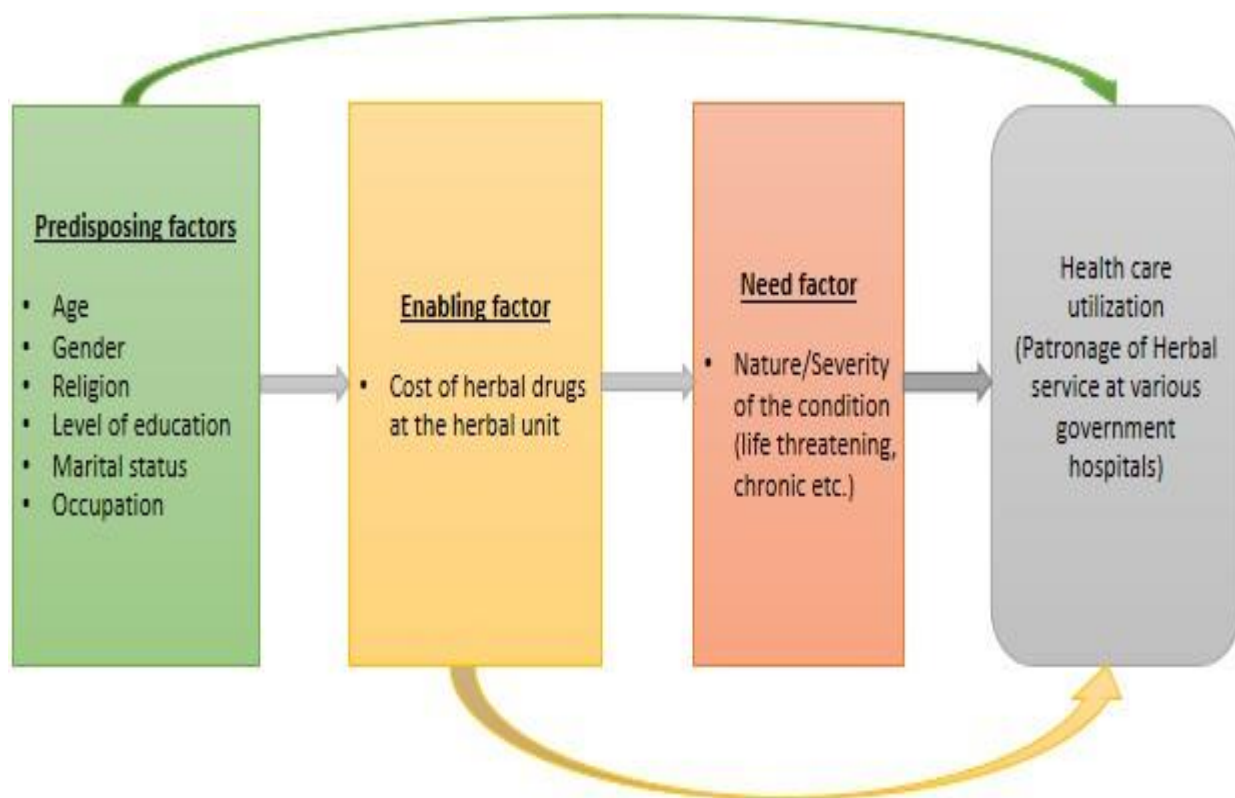 Predisposing factors
• Age
• Gender
• Religion
• Level of education
• Marital status
• Occupation
Enabling factor
• Cost of herbal drugs
at the herbal unit
Need factor
• Nature/Severity
of the condition
(life threatening,
chronic etc.)
Health care
utilization
(Patronage of Herbal
service at various
government
hospitals)